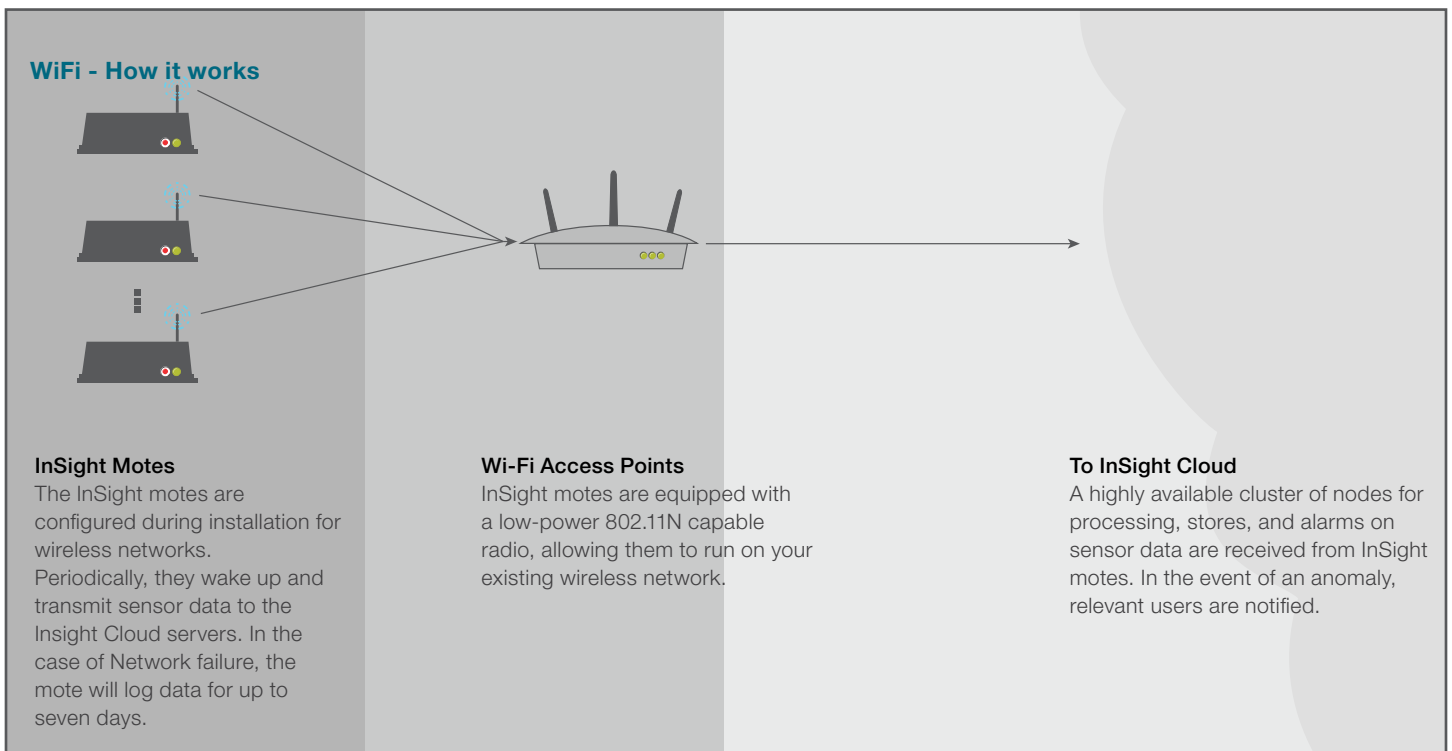 WiFi - How it works
InSight Motes
The InSight motes are
configured during installation for
wireless networks.
Periodically, they wake up and
transmit sensor data to the
Insight Cloud servers. In the
case of Network failure, the
mote will log data for up to
seven days.
Wi-Fi Access Points
InSight motes are equipped with
a low-power 802.11N capable
radio, allowing them to run on your
existing wireless network.
To InSight Cloud
A highly available cluster of nodes for
processing, stores, and alarms on
sensor data are received from InSight
motes. In the event of an anomaly,
relevant users are notified.